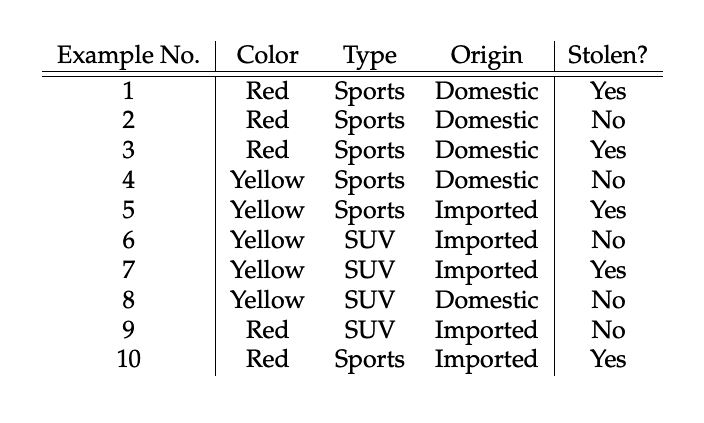 Example No. Color Type Origin Stolen?
1 Red Sports Domestic Yes
2 Red Sports Domestic No
3 Red Sports Domestic Yes
4 Yellow Sports Domestic No
5 Yellow Sports Imported Yes
6 Yellow SUV Imported No
7 Yellow SUV Imported Yes
8 Yellow SUV Domestic No
9 Red SUV Imported No
10 Red Sports Imported Yes